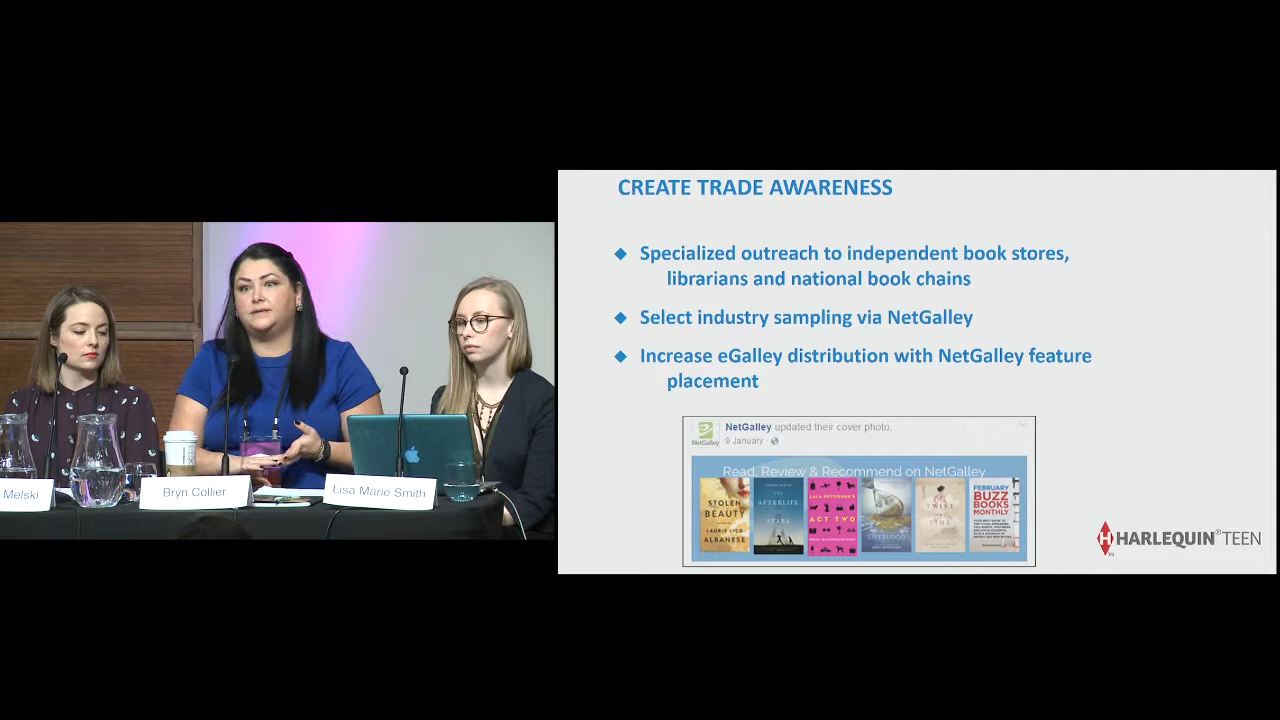 CREATE TRADE AWARENESS
Specialized outreach to independent book stores,
librarians and national book chains
Select industry sampling via NetGalley
Increase eGalley distribution with NetGalley feature
placement
NetGalley updated their cover photo.
9 January
NetGalley
Read, Review & Recommend on NetGalley
STOLEN
BEAUTY
LAURIE LICO
ALBANESE
THE
AFTERLIFE
STARS
LALA PETTIBONE'S
ACT TWO
LIFEBLOOD
TWIST
TIME
FEBRUARY
BUZZ
BOOKS
MONTHLY
HARLEQUIN® TEEN
Melski
Bryn Collier
Lisa Marie Smith